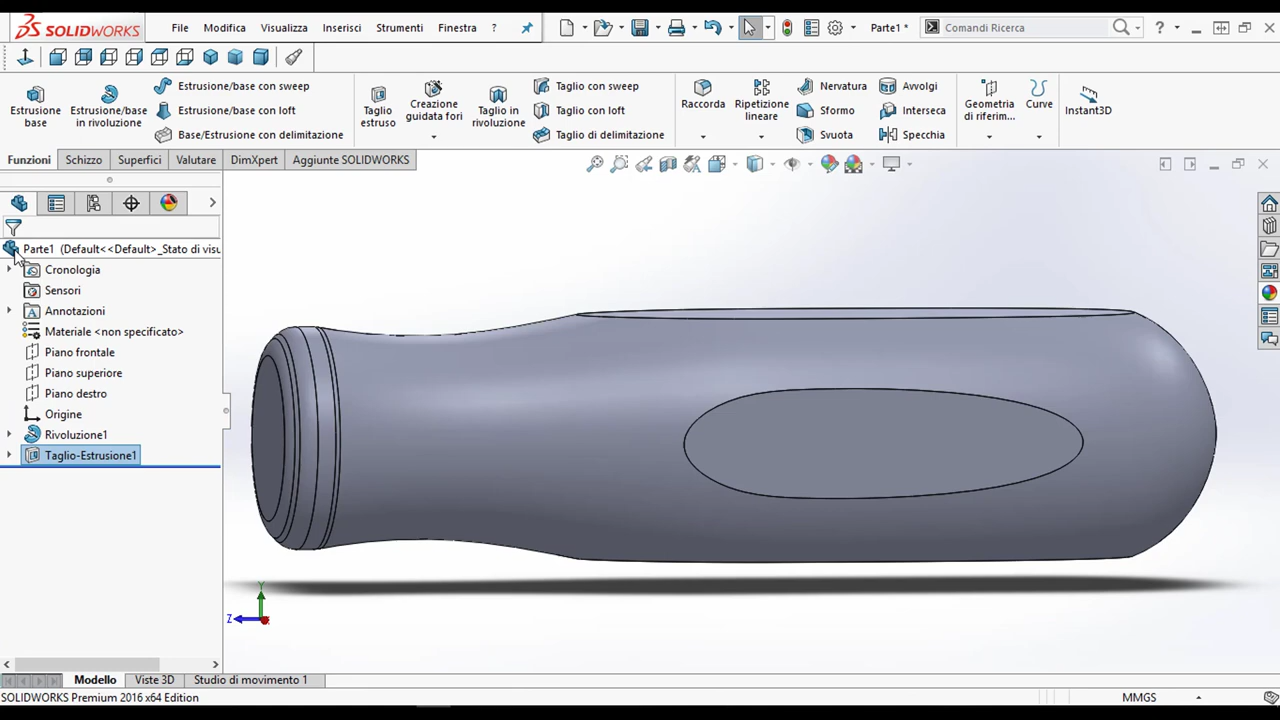 SOLIDWORKS File Modifica Visualizza Inserisci Strumenti Finestra ? Parte1 * Comandi Ricerca ?
Estrusione base
Estrusione/base in rivoluzione
Estrusione/base con sweep
Estrusione/base con loft
Base/Estrusione con delimitazione
Taglio estruso
Creazione guidata fori
Taglio in rivoluzione
Taglio con sweep
Taglio con loft
Taglio di delimitazione
Raccorda
Ripetizione lineare
Nervatura
Sformo
Svuota
Avvolgi
Interseca
Specchia
Geometria di riferim...
Curve
Instant3D
Funzioni Schizzo Superfici Valutare DimXpert Aggiunte SOLIDWORKS
Parte1 (Default<<Default>_Stato di visu
Cronologia
Sensori
Annotazioni
Materiale <non specificato>
Piano frontale
Piano superiore
Piano destro
Origine
Rivoluzione1
Taglio-Estrusione1
Y
Z
Modello Viste 3D Studio di movimento 1
SOLIDWORKS Premium 2016 x64 Edition MMGS